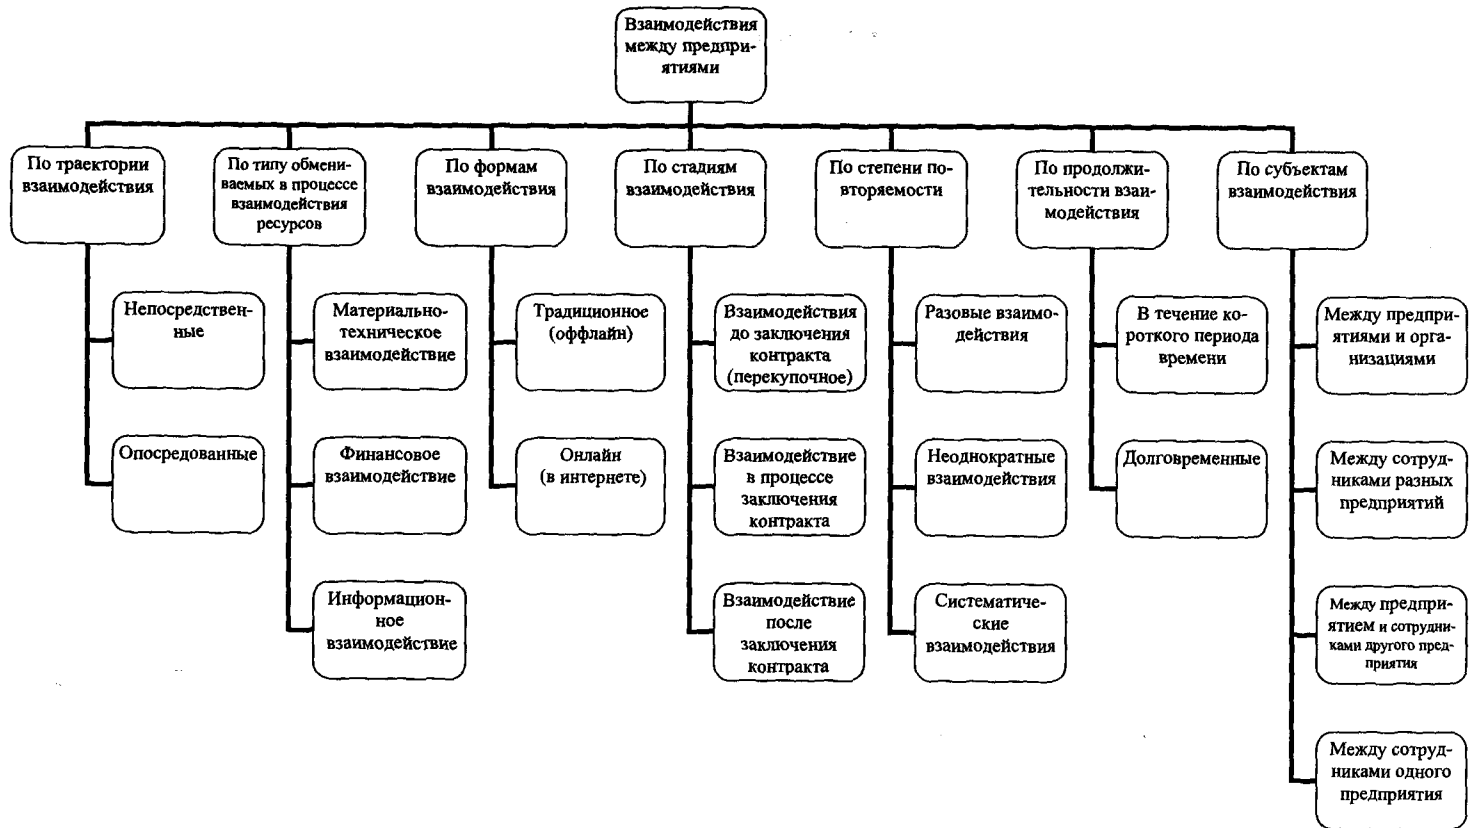 Взаимодействия
между предпри-
ятиями
По траектории
взаимодействия
По типу обмени-
ваемых в процессе
взаимодействия
ресурсов
По формам
взаимодействия
По стадиям
взаимодействия
По степени по-
вторяемости
По продолжи-
тельности взаи-
модействия
По субъектам
взаимодействия
Непосредствен-
ные
Опосредованные
Материально-
техническое
взаимодействие
Финансовое
взаимодействие
Информацион-
ное
взаимодействие
Традиционное
(оффлайн)
Онлайн
(в интернете)
Взаимодействия
до заключения
контракта
(перекупочное)
Взаимодействие
в процессе
заключения
контракта
Взаимодействие
после
заключения
контракта
Разовые взаимо-
действия
Неоднократные
взаимодействия
Систематиче-
ские
взаимодействия
В течение ко-
роткого периода
времени
Долговременные
Между предпри-
ятиями и орга-
низациями
Между сотруд-
никами разных
предприятий
Между предпри-
ятием и сотрудни-
ками другого пред-
приятия
Между сотруд-
никами одного
предприятия